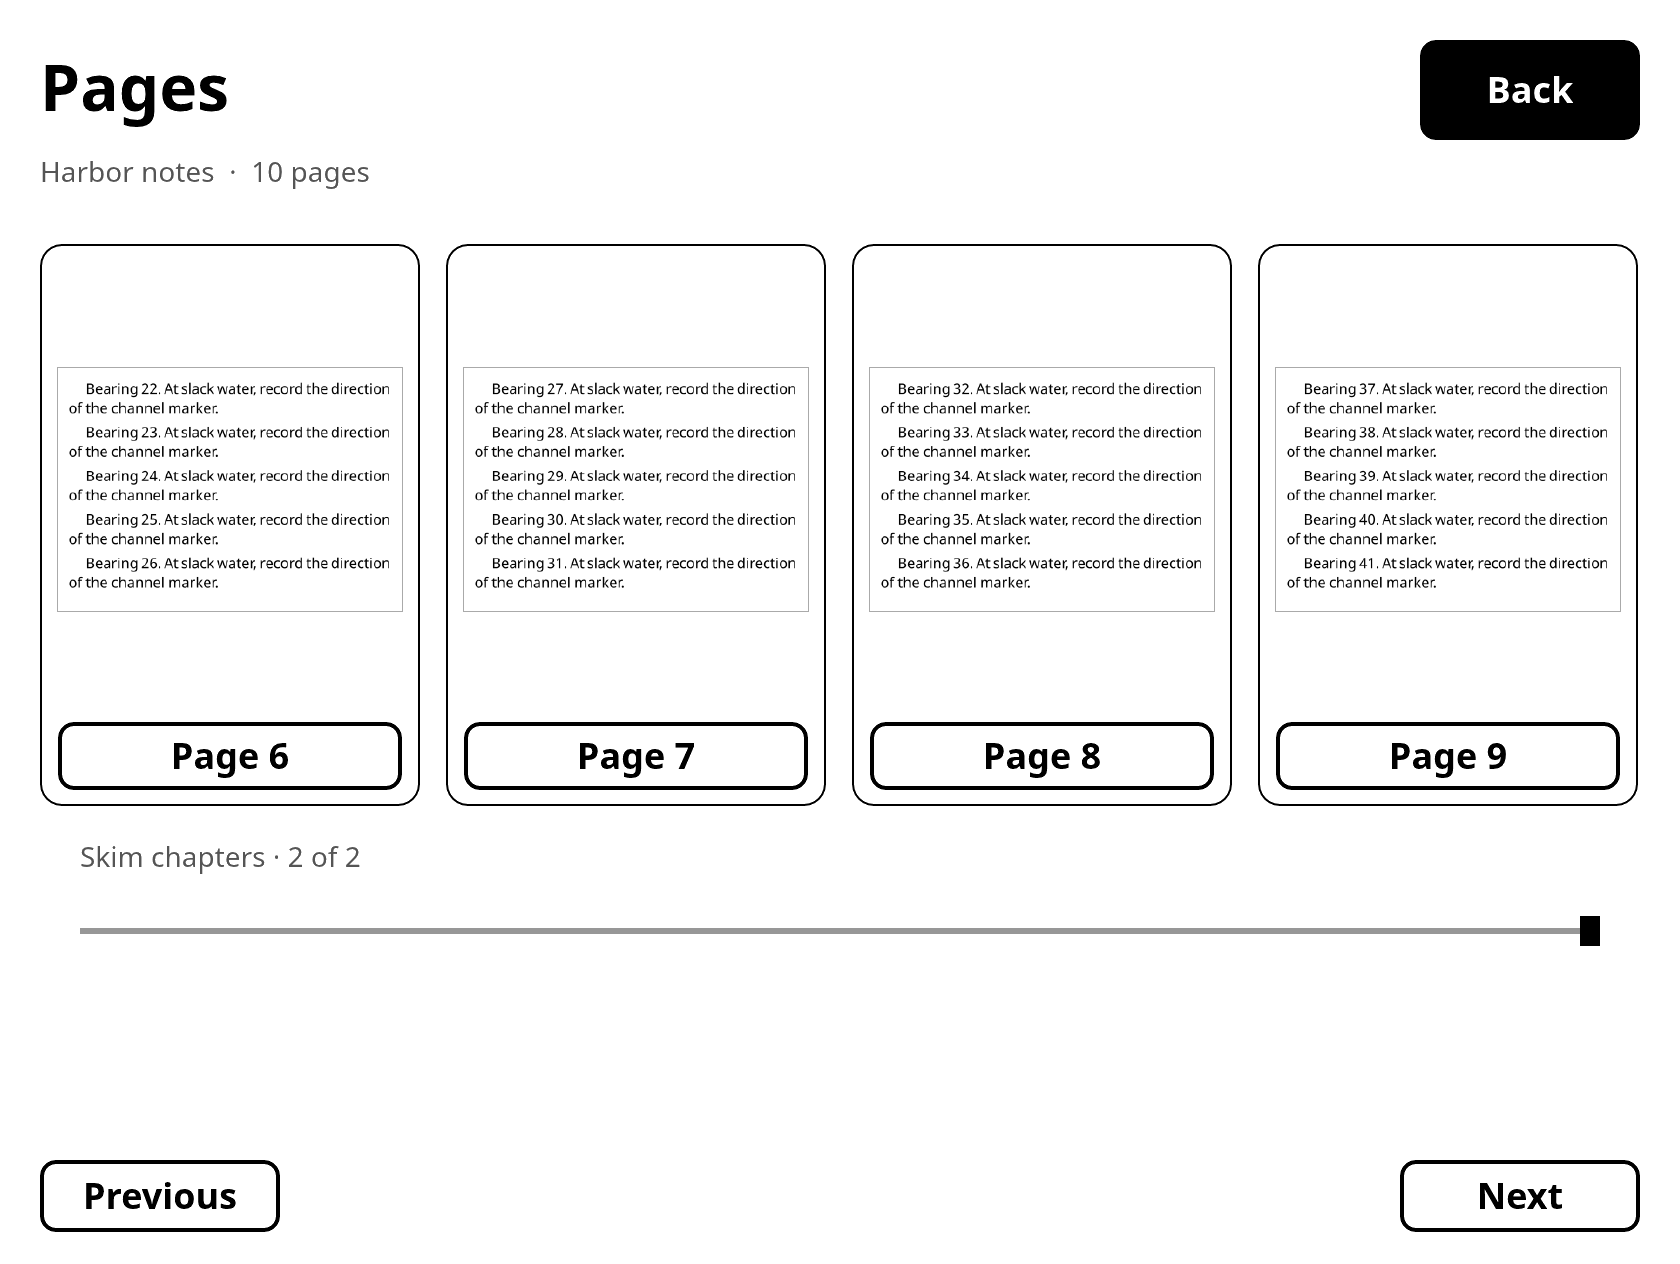 Pages
Back
Harbor notes · 10 pages
Bearing 22. At slack water, record the direction
of the channel marker.
Bearing 23. At slack water, record the direction
of the channel marker.
Bearing 24. At slack water, record the direction
of the channel marker.
Bearing 25. At slack water, record the direction
of the channel marker.
Bearing 26. At slack water, record the direction
of the channel marker.
Page 6
Bearing 27. At slack water, record the direction
of the channel marker.
Bearing 28. At slack water, record the direction
of the channel marker.
Bearing 29. At slack water, record the direction
of the channel marker.
Bearing 30. At slack water, record the direction
of the channel marker.
Bearing 31. At slack water, record the direction
of the channel marker.
Page 7
Bearing 32. At slack water, record the direction
of the channel marker.
Bearing 33. At slack water, record the direction
of the channel marker.
Bearing 34. At slack water, record the direction
of the channel marker.
Bearing 35. At slack water, record the direction
of the channel marker.
Bearing 36. At slack water, record the direction
of the channel marker.
Page 8
Bearing 37. At slack water, record the direction
of the channel marker.
Bearing 38. At slack water, record the direction
of the channel marker.
Bearing 39. At slack water, record the direction
of the channel marker.
Bearing 40. At slack water, record the direction
of the channel marker.
Bearing 41. At slack water, record the direction
of the channel marker.
Page 9
Skim chapters · 2 of 2
Previous
Next